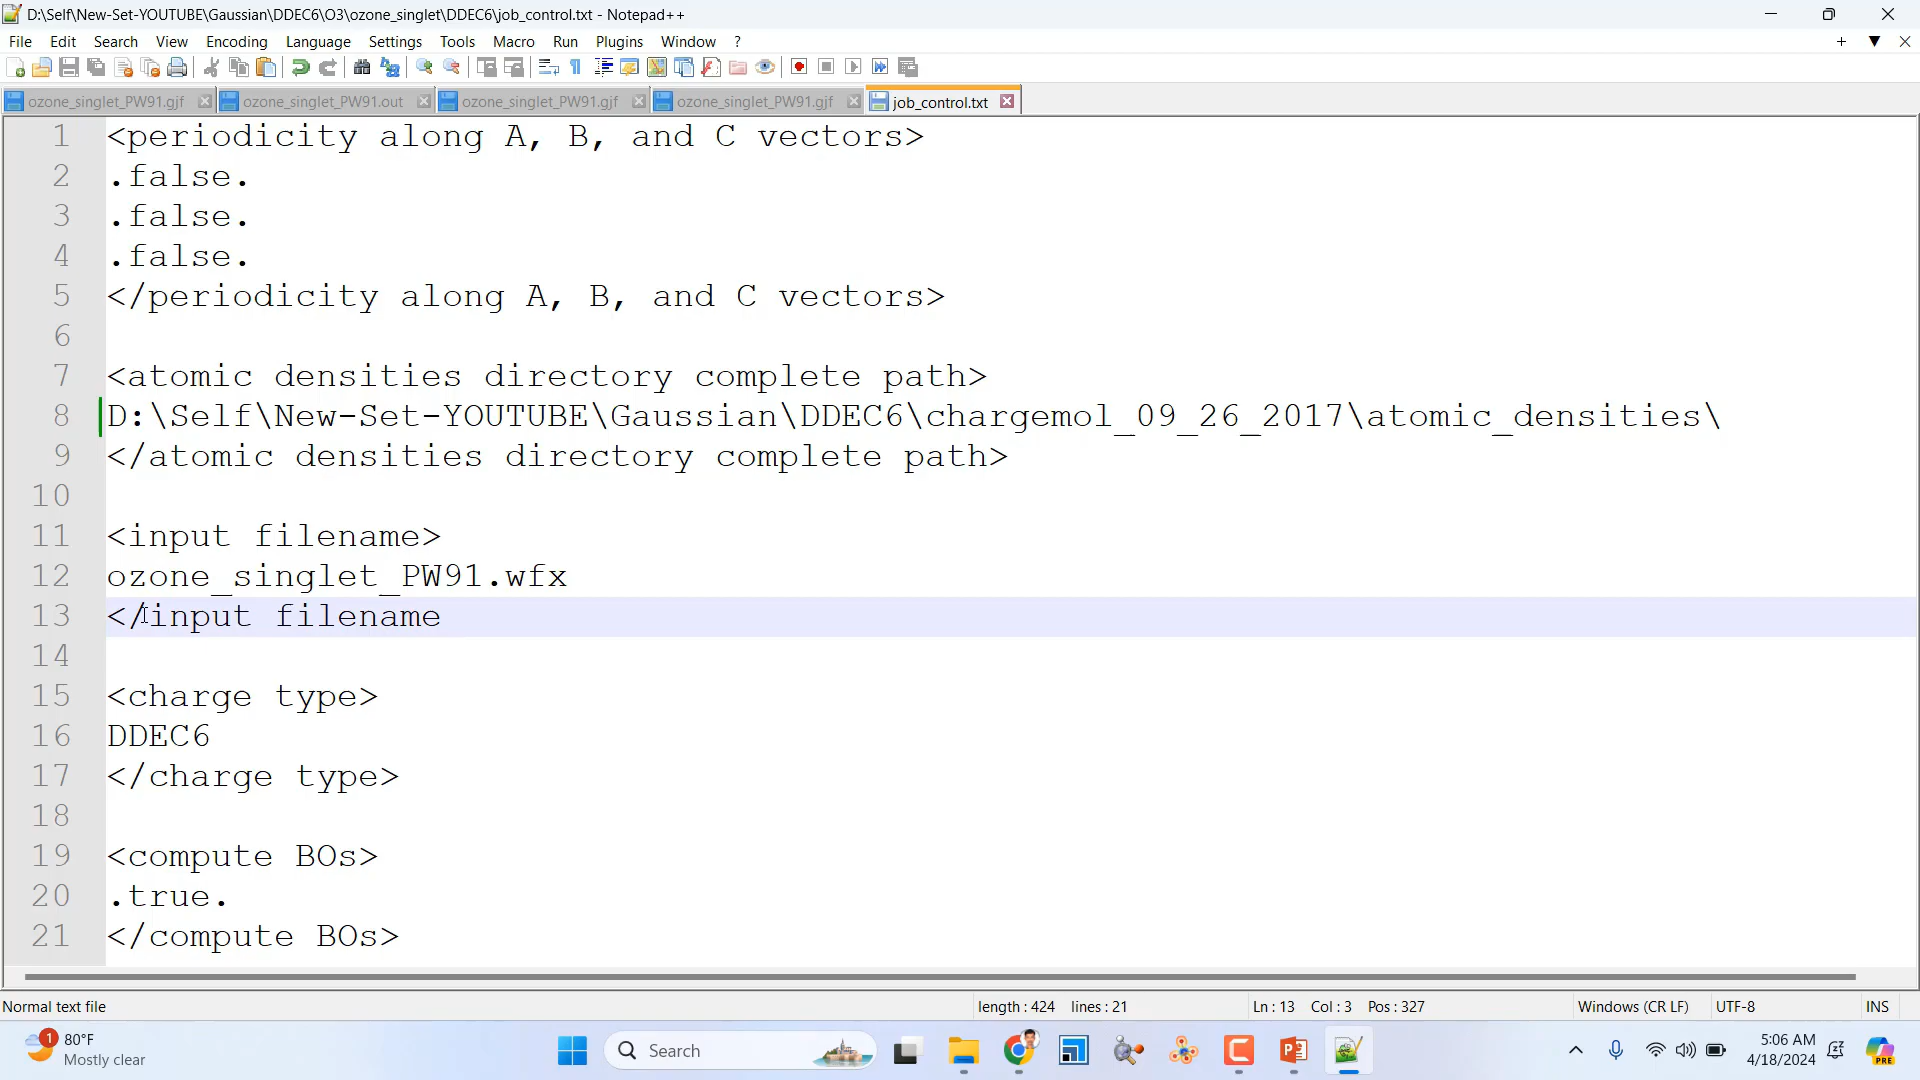 D:\Self\New-Set-YOUTUBE\Gaussian\DDEC6\O3\ozone_singlet\DDEC6\job_control.txt - Notepad++
File Edit Search View Encoding Language Settings Tools Macro Run Plugins Window ?
ozone_singlet_PW91.gjf ozone_singlet_PW91.out ozone_singlet_PW91.gjf ozone_singlet_PW91.gjf job_control.txt
1 <periodicity along A, B, and C vectors>
2 .false.
3 .false.
4 .false.
5 </periodicity along A, B, and C vectors>
6
7 <atomic densities directory complete path>
8 D:\Self\New-Set-YOUTUBE\Gaussian\DDEC6\chargemol_09_26_2017\atomic_densities\
9 </atomic densities directory complete path>
10
11 <input filename>
12 ozone_singlet_PW91.wfx
13 </input filename
14
15 <charge type>
16 DDEC6
17 </charge type>
18
19 <compute BOs>
20 .true.
21 </compute BOs>
Normal text file length : 424 lines : 21 Ln : 13 Col : 3 Pos : 327 Windows (CR LF) UTF-8 INS
1 80°F
Mostly clear
Search
5:06 AM
4/18/2024
PRE